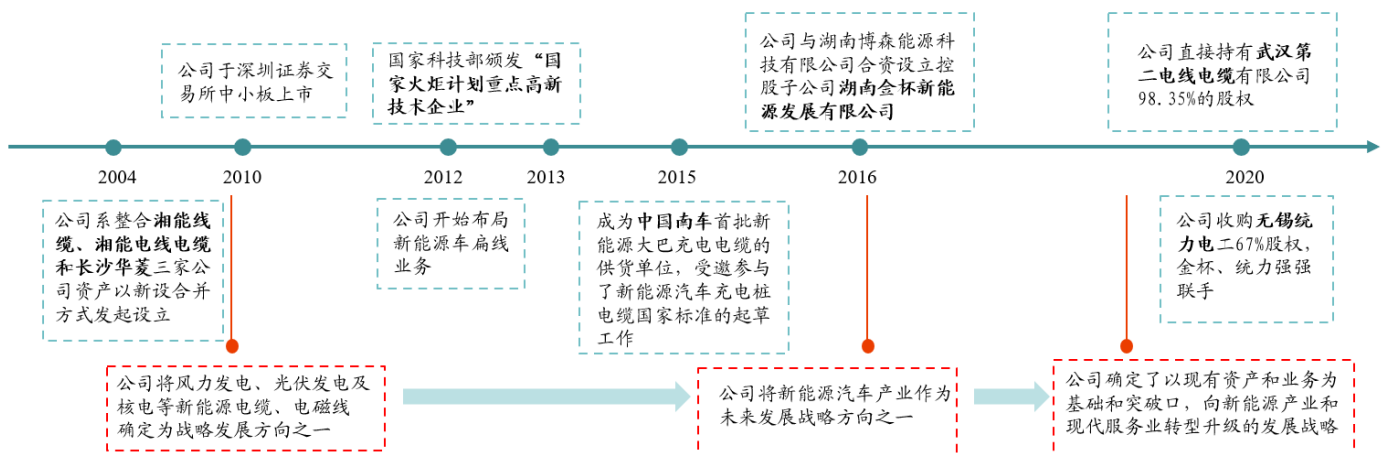 公司于深圳证券交
易所中小板上市
国家科技部颁发“国
家火炬计划重点高新
技术企业”
公司与湖南博森能源科
技有限公司合资设立控
股子公司湖南金杯新能
源发展有限公司
公司直接持有武汉第
二电线电缆有限公司
98.35%的股权
2004
2010
2012
2013
2015
2016
2020
公司系整合湘能线
缆、湘能电线电缆
和长沙华菱三家公
司资产以新设合并
方式发起设立
公司开始布局
新能源车扁线
业务
成为中国南车首批新
能源大巴充电电缆的
供货单位，受邀参与
了新能源汽车充电桩
电缆国家标准的起草
工作
公司收购无锡统
力电工67%股权，
金杯、统力强强
联手
公司将风力发电、光伏发电及
核电等新能源电缆、电磁线
确定为战略发展方向之一
公司将新能源汽车产业作为
未来发展战略方向之一
公司确定了以现有资产和业务为
基础和突破口，向新能源产业和
现代服务业转型升级的发展战略